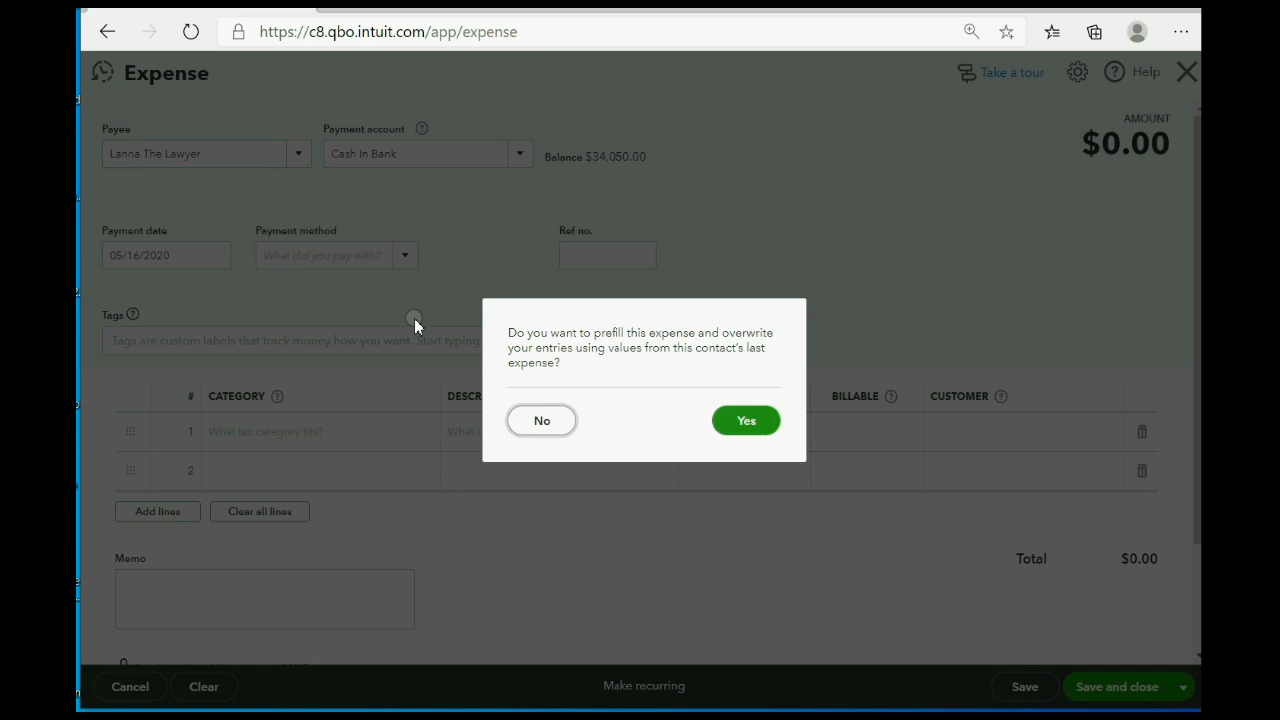 https://c8.qbo.intuit.com/app/expense
Expense
Take a tour
Help
Payee
Payment account
AMOUNT
$0.00
Lanna The Lawyer
Cash In Bank
Balance $34,050.00
Payment date
Payment method
Ref no.
05/16/2020
What did you pay with?
Tags
Tags are custom labels that track money how you want. Start typing
Do you want to prefill this expense and overwrite
your entries using values from this contact's last
expense?
No
Yes
# CATEGORY DESCR BILLABLE CUSTOMER
1 What tax category fits? What
2
Add lines
Clear all lines
Memo
Total $0.00
Cancel
Clear
Make recurring
Save
Save and close